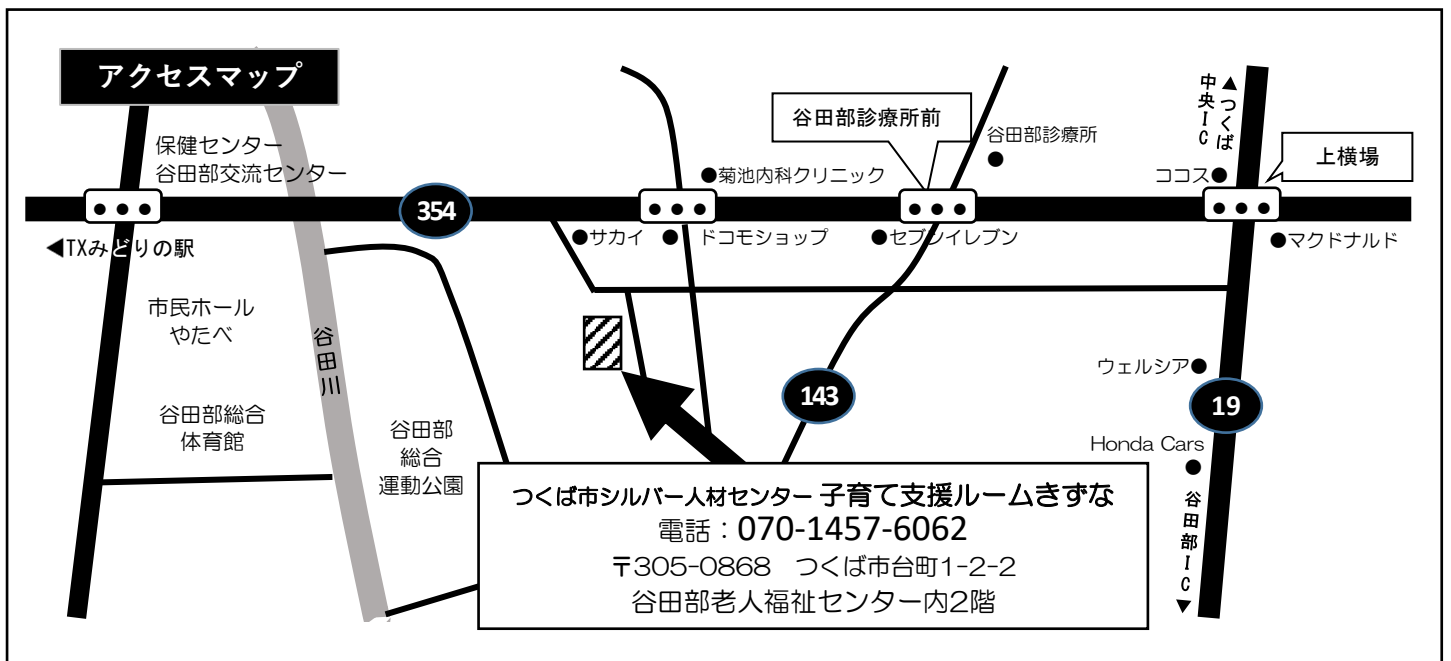 アクセスマップ
保健センター
谷田部交流センター
◀TXみどりの駅
市民ホール
やたべ
谷田川
谷田部総合
体育館
谷田部
総合
運動公園
354
●サカイ
●ドコモショップ
●菊池内科クリニック
谷田部診療所前
谷田部診療所
●
●セブンイレブン
143
▲つくば
中央IC
ココス●
上横場
●マクドナルド
ウェルシア●
19
Honda Cars
●
谷田部IC▼
つくば市シルバー人材センター 子育て支援ルームきずな
電話：070-1457-6062
〒305-0868　つくば市台町1-2-2
谷田部老人福祉センター内2階